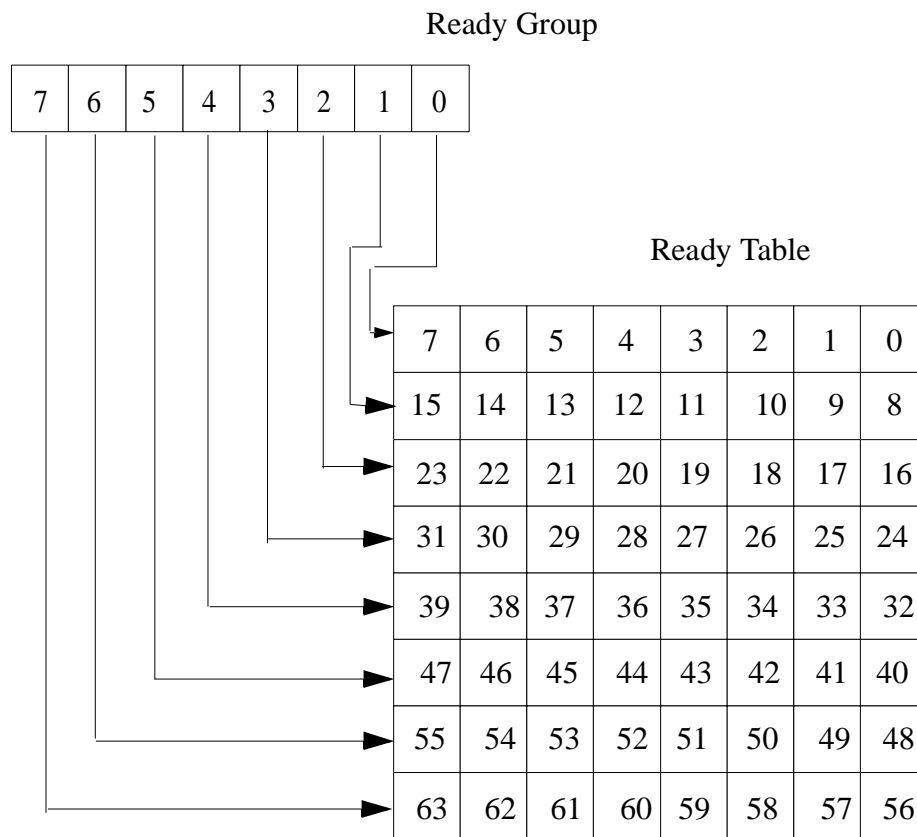 Ready Group
7 6 5 4 3 2 1 0
Ready Table
7 6 5 4 3 2 1 0
15 14 13 12 11 10 9 8
23 22 21 20 19 18 17 16
31 30 29 28 27 26 25 24
39 38 37 36 35 34 33 32
47 46 45 44 43 42 41 40
55 54 53 52 51 50 49 48
63 62 61 60 59 58 57 56